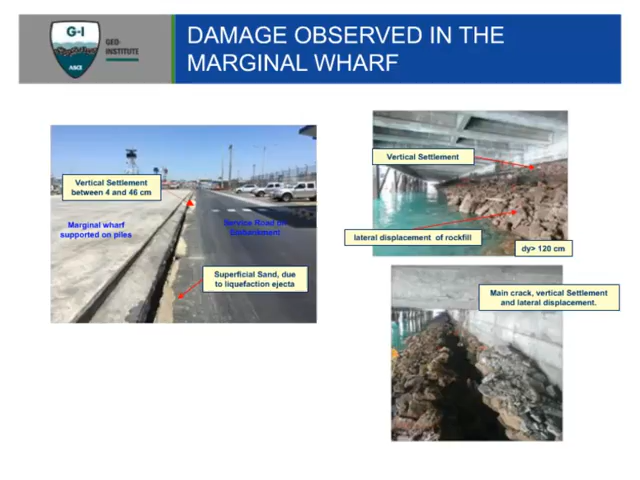 G-I
ASCE
GEO-
INSTITUTE
DAMAGE OBSERVED IN THE
MARGINAL WHARF
Vertical Settlement
between 4 and 46 cm
Marginal wharf
supported on piles
Service Road on
Embankment
Superficial Sand, due
to liquefaction ejecta
Vertical Settlement
lateral displacement of rockfill
dy> 120 cm
Main crack, vertical Settlement
and lateral displacement.